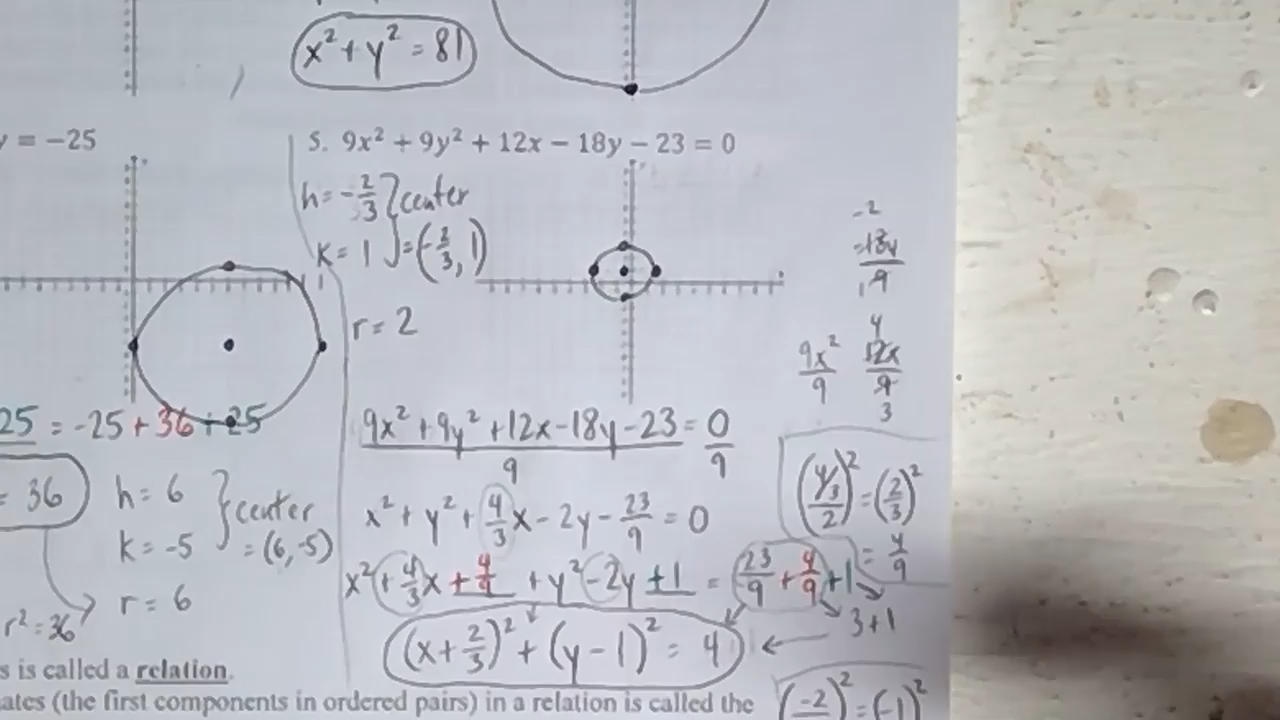 x² + y² = 81
y = -25
5. 9x² + 9y² + 12x − 18y − 23 = 0
h = -2/3 } center
k = 1 } = (-2/3, 1)
r = 2
25 = -25 + 36 + 25
= 36
h = 6 } center
k = -5 } = (6, -5)
r = 6
r² = 36
(9x² + 9y² + 12x - 18y - 23)/9 = 0/9
x² + y² + 4/3x - 2y - 23/9 = 0
x² + 4/3x + 4/9 + y² - 2y + 1 = 23/9 + 4/9 + 1
3 + 1
(x + 2/3)² + (y - 1)² = 4
-2
-18y/9
1
9x²/9
4
12x/9
3
((4/3)/2)² = (2/3)²
= 4/9
(-2
)² = (-1)²
s is called a relation.
ates (the first components in ordered pairs) in a relation is called the